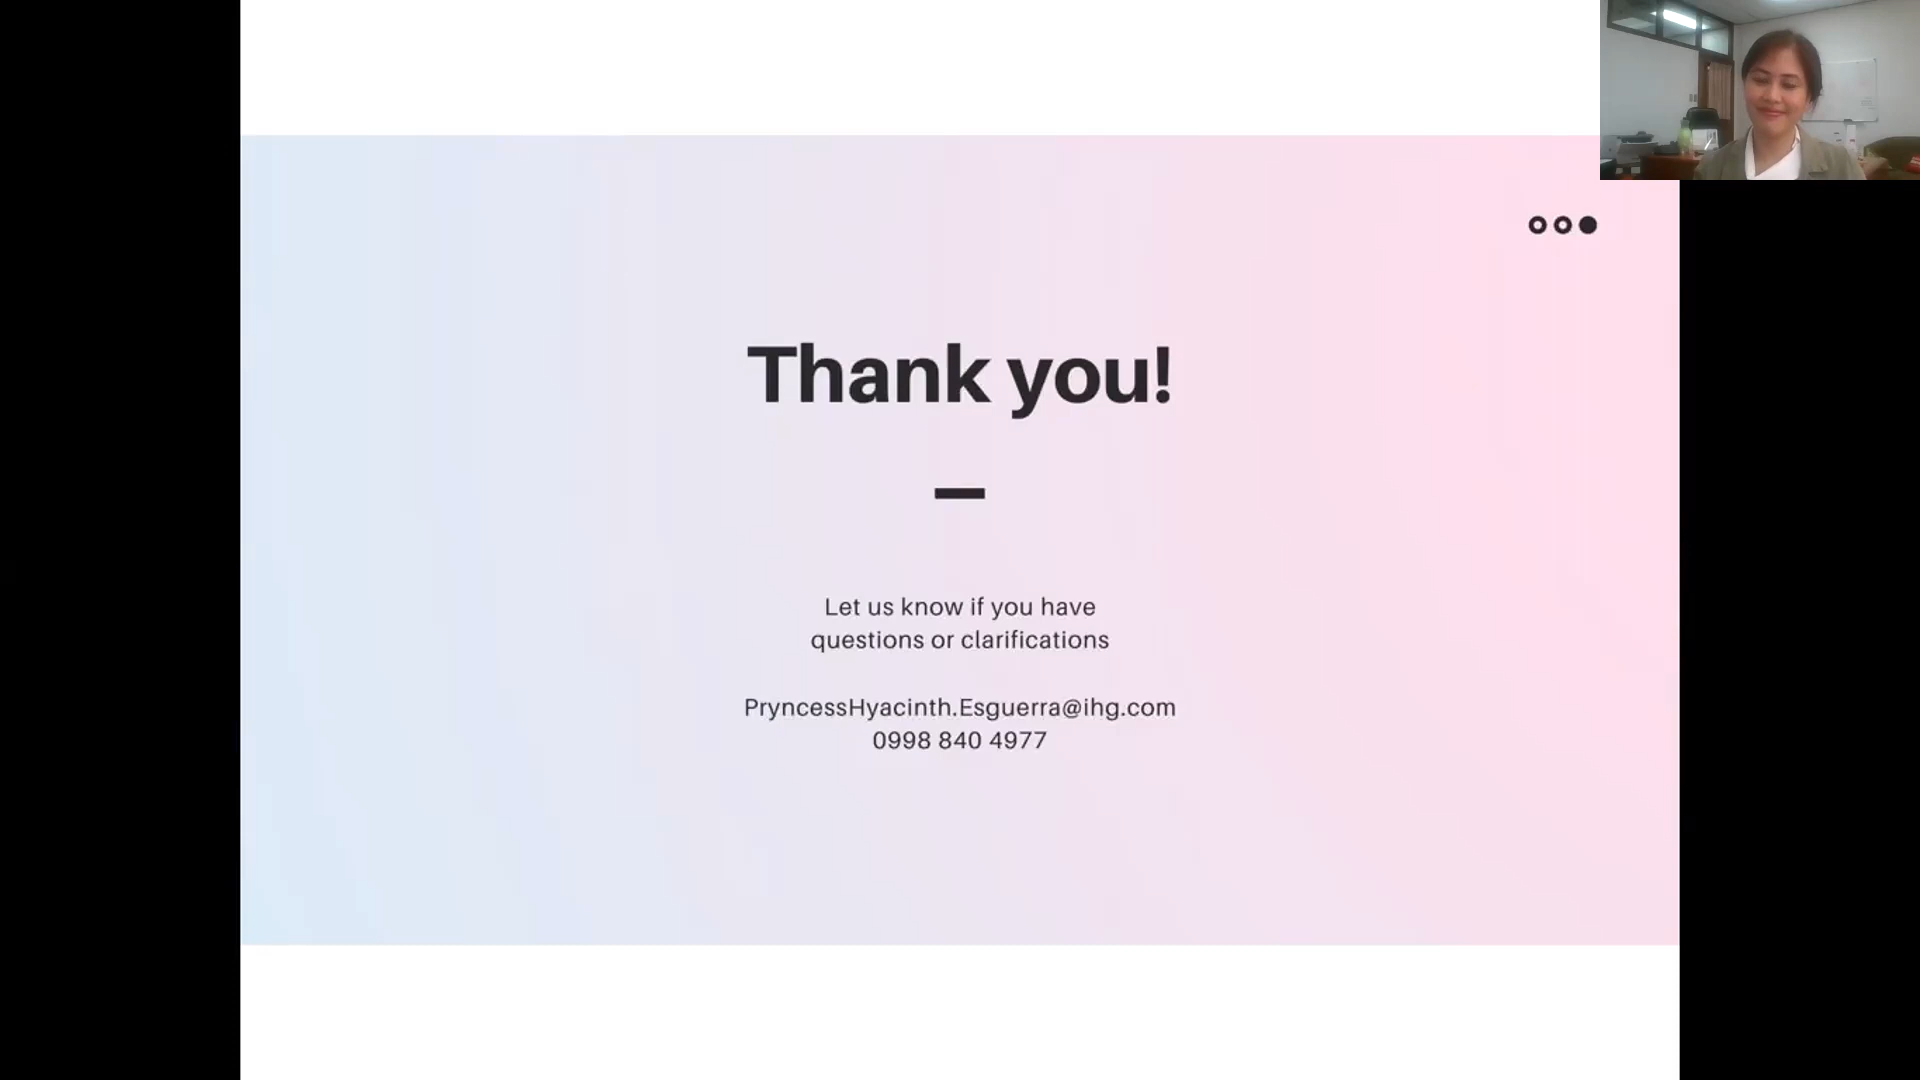 Thank you!
Let us know if you have
questions or clarifications
PryncessHyacinth.Esguerra@ihg.com
0998 840 4977